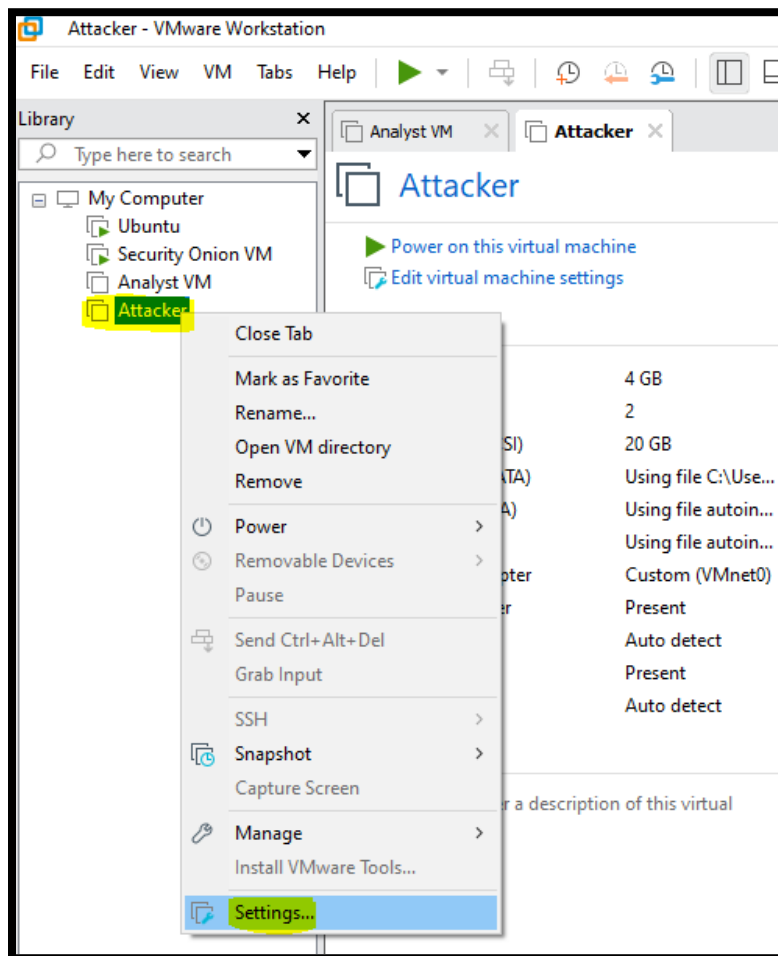 Attacker - VMware Workstation
File Edit View VM Tabs Help
Library
Type here to search
Analyst VM
Attacker
My Computer
Ubuntu
Security Onion VM
Analyst VM
Attacker
Attacker
Power on this virtual machine
Edit virtual machine settings
Close Tab
Mark as Favorite
Rename...
Open VM directory
Remove
Power
Removable Devices
Pause
Send Ctrl+Alt+Del
Grab Input
SSH
Snapshot
Capture Screen
Manage
Install VMware Tools...
Settings...
4 GB
2
SI) 20 GB
TA) Using file C:\Use...
A) Using file autoin...
Using file autoin...
pter Custom (VMnet0)
er Present
Auto detect
Present
Auto detect
r a description of this virtual